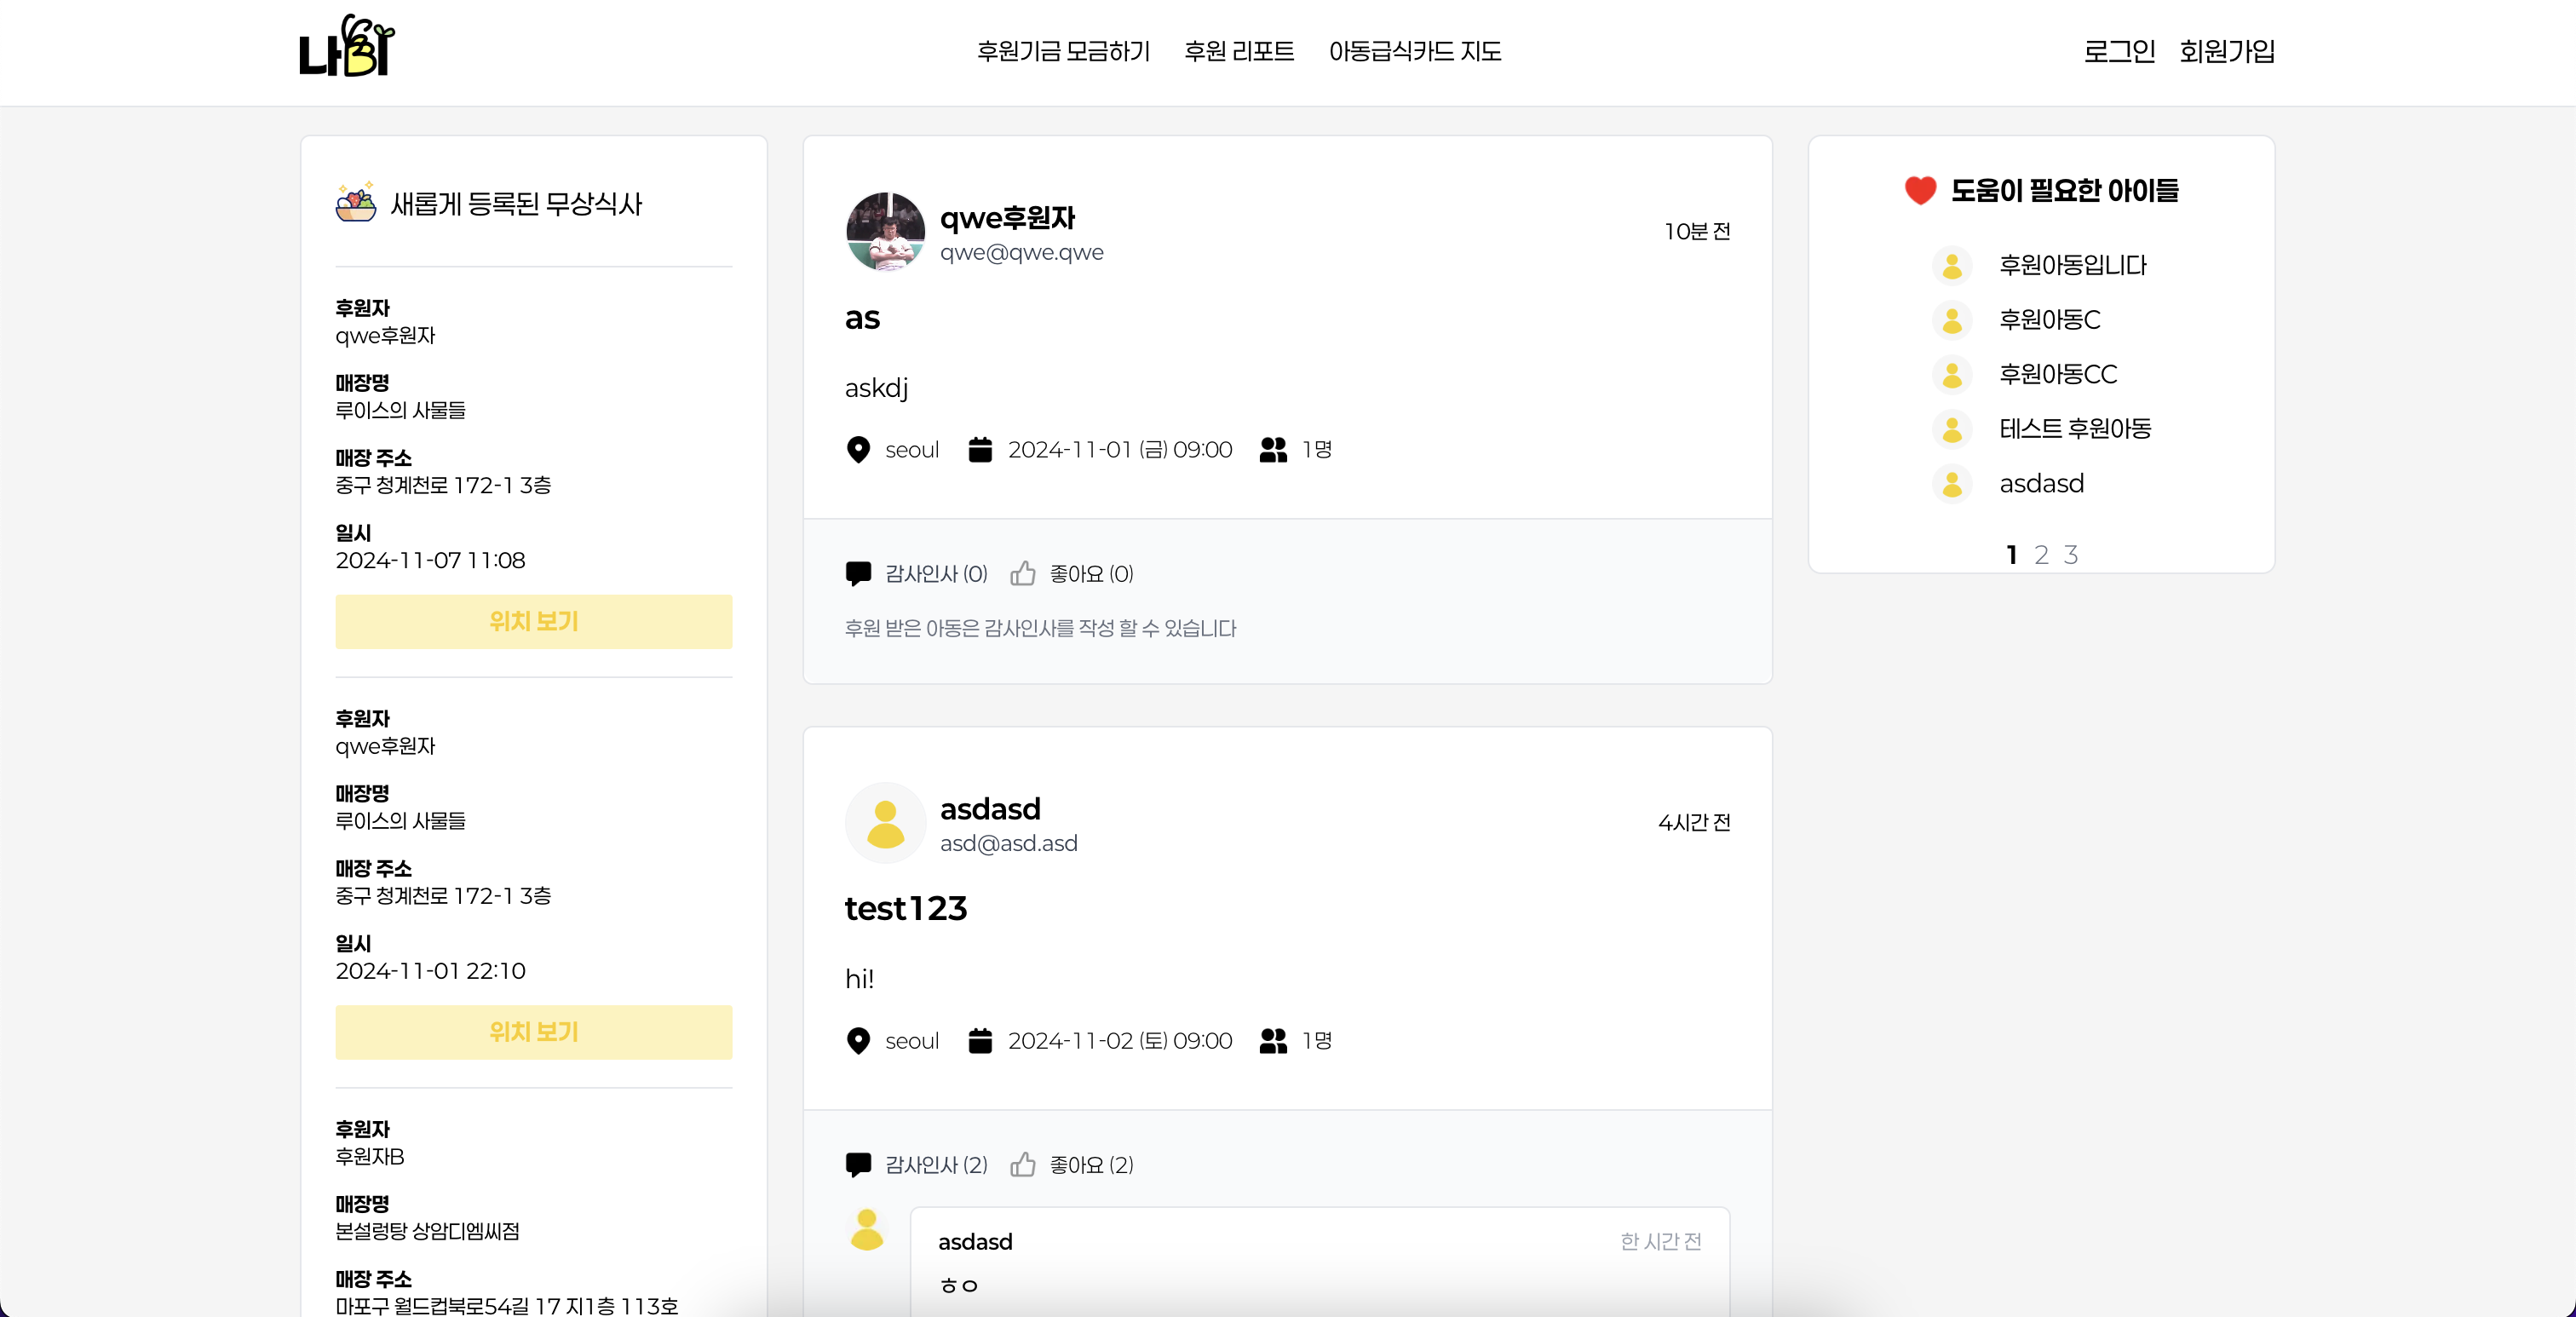 나비
후원기금 모금하기
후원 리포트
아동급식카드 지도
로그인
회원가입
새롭게 등록된 무상식사
후원자
qwe후원자
매장명
루이스의 사물들
매장 주소
중구 청계천로 172-1 3층
일시
2024-11-07 11:08
위치 보기
후원자
qwe후원자
매장명
루이스의 사물들
매장 주소
중구 청계천로 172-1 3층
일시
2024-11-01 22:10
위치 보기
후원자
후원자B
매장명
본설렁탕 상암디엠씨점
매장 주소
마포구 월드컵북로54길 17 지1층 113호
qwe후원자
qwe@qwe.qwe
10분 전
as
askdj
seoul 2024-11-01 (금) 09:00 1명
감사인사 (0) 좋아요 (0)
후원 받은 아동은 감사인사를 작성 할 수 있습니다
asdasd
asd@asd.asd
4시간 전
test123
hi!
seoul 2024-11-02 (토) 09:00 1명
감사인사 (2) 좋아요 (2)
asdasd
한 시간 전
ㅎㅇ
도움이 필요한 아이들
후원아동입니다
후원아동C
후원아동CC
테스트 후원아동
asdasd
1 2 3